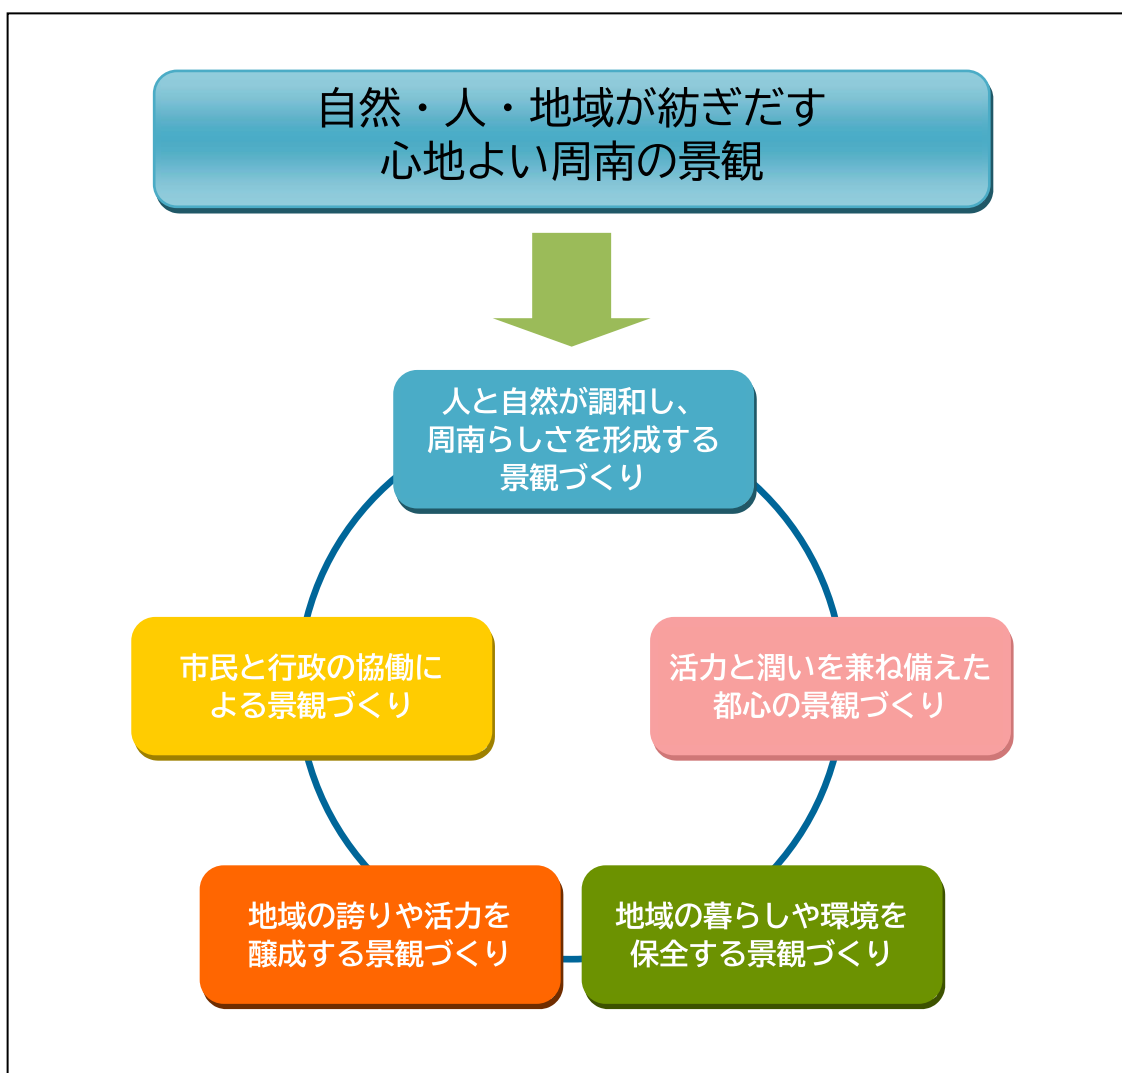 自然・人・地域が紡ぎだす
心地よい周南の景観
人と自然が調和し、
周南らしさを形成する
景観づくり
市民と行政の協働に
よる景観づくり
活力と潤いを兼ね備えた
都心の景観づくり
地域の誇りや活力を
醸成する景観づくり
地域の暮らしや環境を
保全する景観づくり